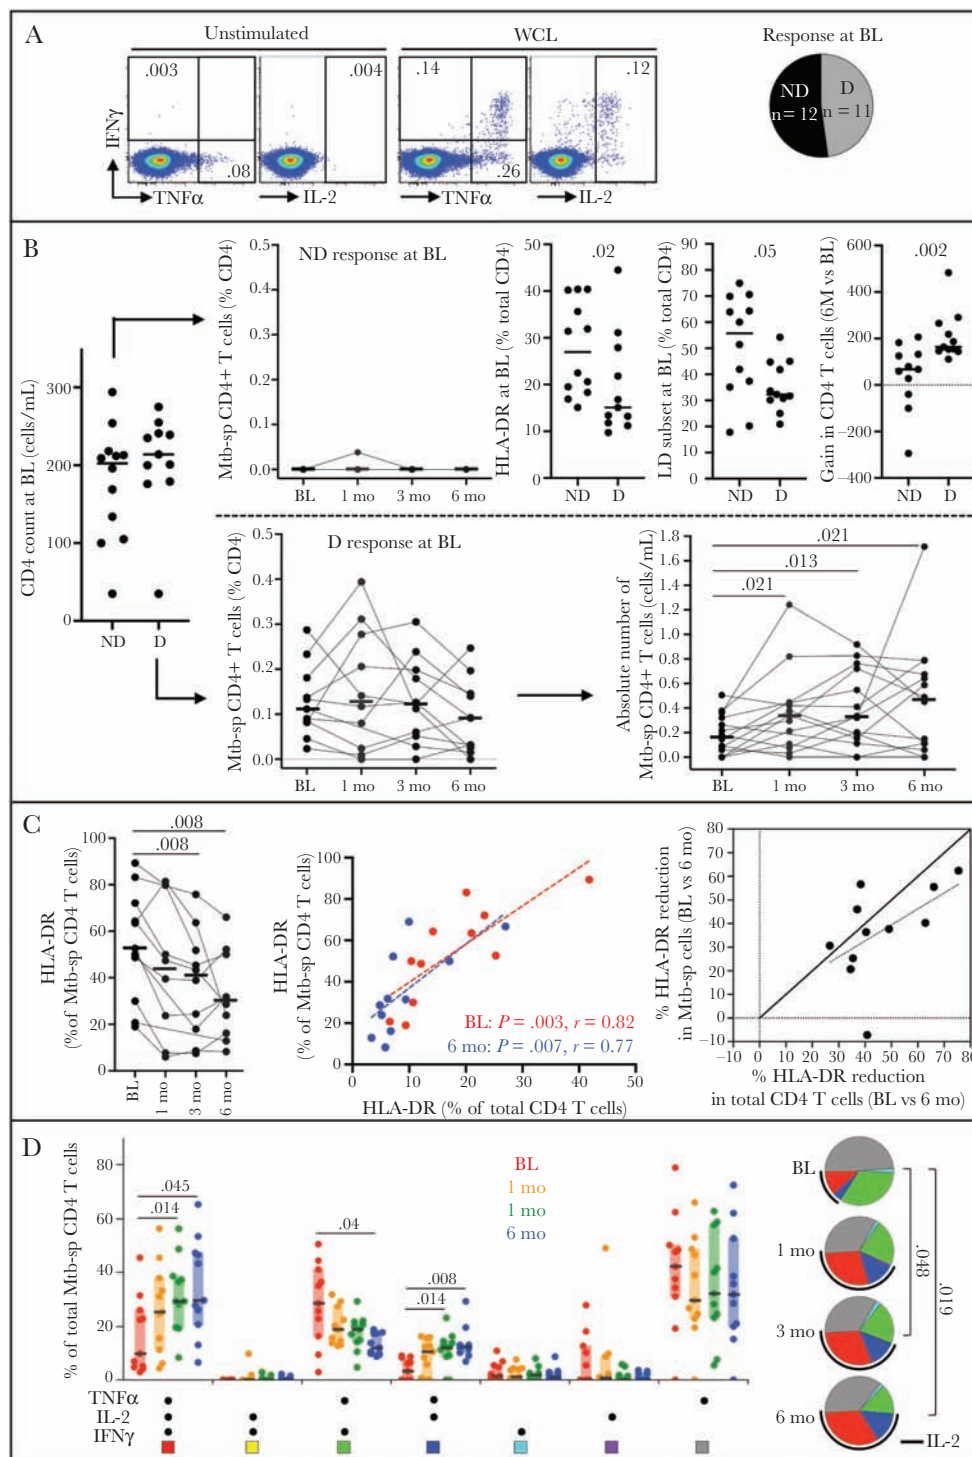 A
Unstimulated
WCL
Response at BL
.003
.004
.14
.12
ND
n = 12
D
n = 11
IFNγ
.08
.26
TNFα
IL-2
TNFα
IL-2
B
CD4 count at BL (cells/mL)
300
200
100
0
ND
D
Mtb-sp CD4+ T cells (% CD4)
ND response at BL
0.5
0.4
0.3
0.2
0.1
0.0
BL
1 mo
3 mo
6 mo
HLA-DR at BL (% total CD4)
.02
50
40
30
20
10
0
ND
D
LD subset at BL (% total CD4)
.05
90
80
70
60
50
40
30
20
10
0
ND
D
Gain in CD4 T cells (6M vs BL)
.002
600
400
200
0
−200
−400
ND
D
Mtb-sp CD4+ T cells (% CD4)
D response at BL
0.5
0.4
0.3
0.2
0.1
0.0
BL
1 mo
3 mo
6 mo
Absolute number of
Mtb-sp CD4+ T cells (cells/mL)
.021
.013
.021
1.8
1.6
1.4
1.2
1.0
0.8
0.6
0.4
0.2
0.0
BL
1 mo
3 mo
6 mo
C
HLA-DR
(%of Mtb-sp CD4 T cells)
.008
.008
100
80
60
40
20
0
BL
1 mo
3 mo
6 mo
HLA-DR
(% of Mtb-sp CD4 T cells)
100
80
60
40
20
0
BL: P = .003, r = 0.82
6 mo: P = .007, r = 0.77
0
10
20
30
40
50
HLA-DR (% of total CD4 T cells)
% HLA-DR reduction
in Mtb-sp cells (BL vs 6 mo)
80
70
60
50
40
30
20
10
0
−10
−10
0
10
20
30
40
50
60
70
80
% HLA-DR reduction
in total CD4 T cells (BL vs 6 mo)
D
% of total Mtb-sp CD4 T cells
80
60
40
20
0
BL
1 mo
1 mo
6 mo
.045
.014
.04
.008
.014
TNFα
IL-2
IFNγ
BL
1 mo
3 mo
6 mo
.048
.019
IL-2